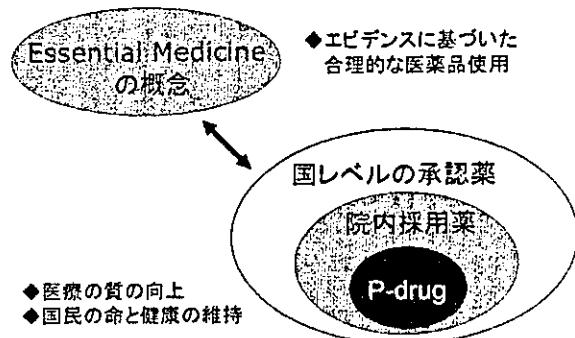 Essential Medicine
の概念
◆エビデンスに基づいた
合理的な医薬品使用
国レベルの承認薬
院内採用薬
P-drug
◆医療の質の向上
◆国民の命と健康の維持